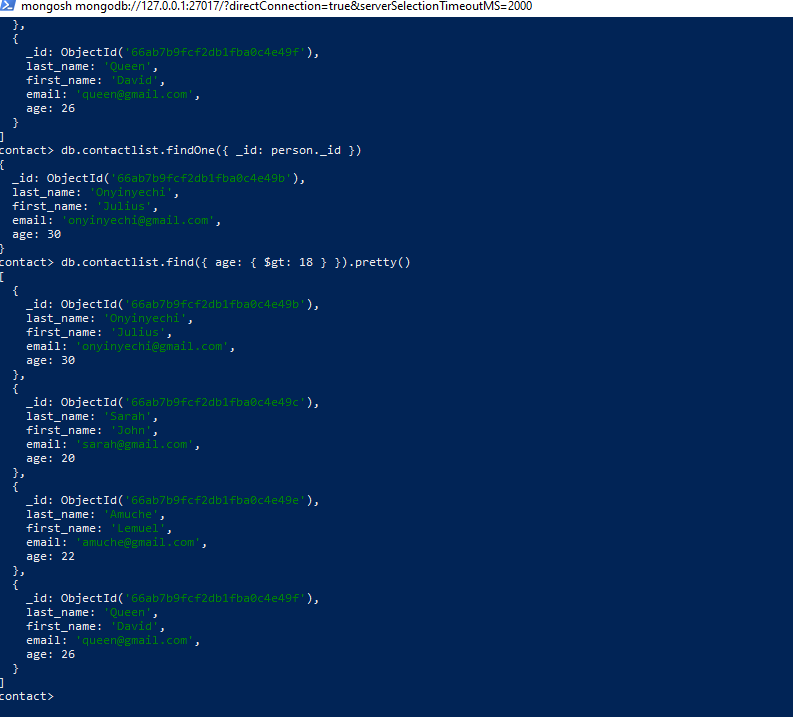 mongosh mongodb://127.0.0.1:27017/?directConnection=true&serverSelectionTimeoutMS=2000
},
{
_id: ObjectId('66ab7b9fcf2db1fba0c4e49f'),
last_name: 'Queen',
first_name: 'David',
email: 'queen@gmail.com',
age: 26
}
]
contact> db.contactlist.findOne({ _id: person._id })
{
_id: ObjectId('66ab7b9fcf2db1fba0c4e49b'),
last_name: 'Onyinyechi',
first_name: 'Julius',
email: 'onyinyechi@gmail.com',
age: 30
}
contact> db.contactlist.find({ age: { $gt: 18 } }).pretty()
[
{
_id: ObjectId('66ab7b9fcf2db1fba0c4e49b'),
last_name: 'Onyinyechi',
first_name: 'Julius',
email: 'onyinyechi@gmail.com',
age: 30
},
{
_id: ObjectId('66ab7b9fcf2db1fba0c4e49c'),
last_name: 'Sarah',
first_name: 'John',
email: 'sarah@gmail.com',
age: 20
},
{
_id: ObjectId('66ab7b9fcf2db1fba0c4e49e'),
last_name: 'Amuche',
first_name: 'Lemuel',
email: 'amuche@gmail.com',
age: 22
},
{
_id: ObjectId('66ab7b9fcf2db1fba0c4e49f'),
last_name: 'Queen',
first_name: 'David',
email: 'queen@gmail.com',
age: 26
}
]
contact>